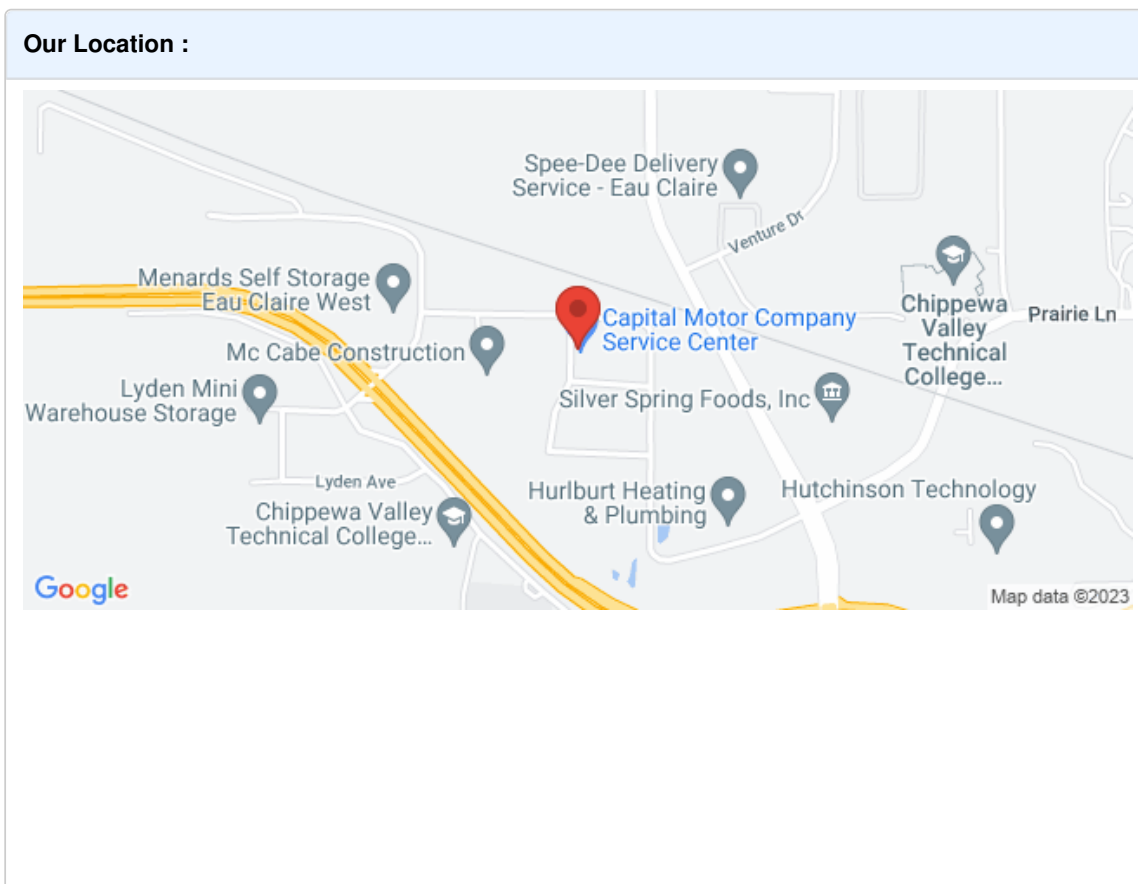 Our Location :
Spee-Dee Delivery
Service - Eau Claire
Venture Dr
Menards Self Storage
Eau Claire West
Chippewa
Valley
Technical
College...
Prairie Ln
Capital Motor Company
Service Center
Mc Cabe Construction
Lyden Mini
Warehouse Storage
Silver Spring Foods, Inc
Lyden Ave
Hurlburt Heating
& Plumbing
Hutchinson Technology
Chippewa Valley
Technical College...
Google
Map data ©2023